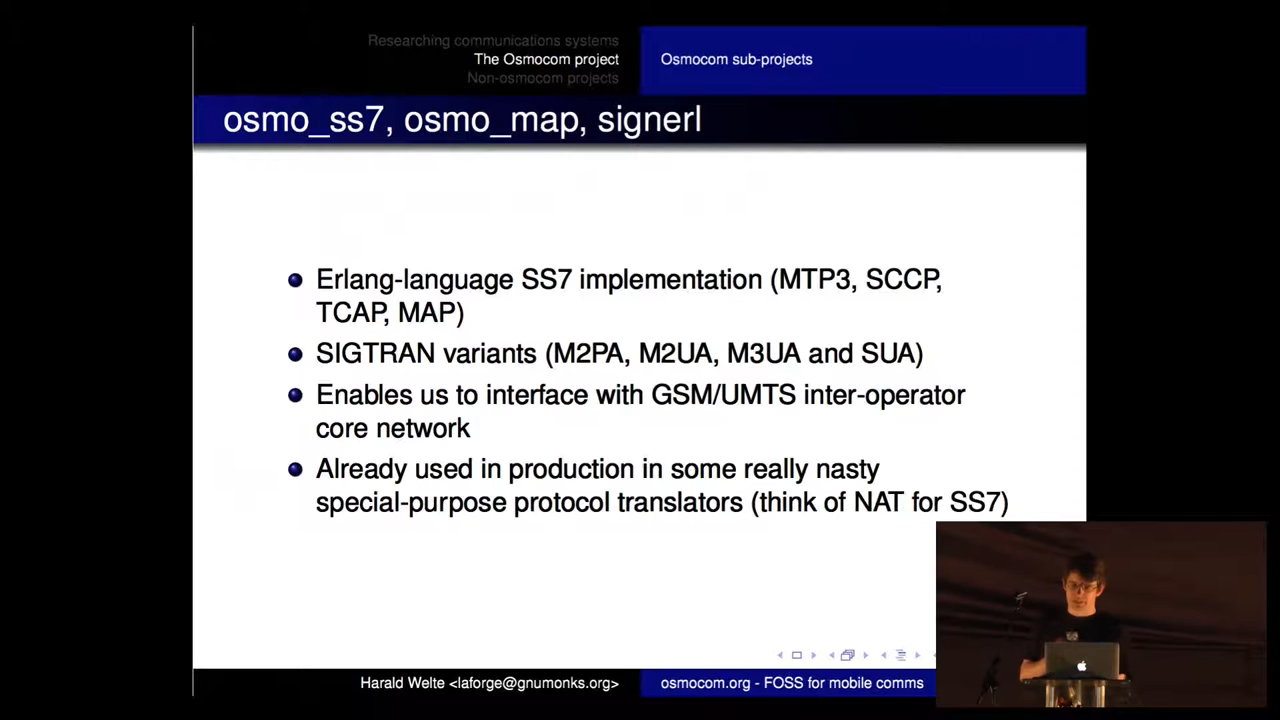 Researching communications systems
The Osmocom project
Non-osmocom projects
Osmocom sub-projects
osmo_ss7, osmo_map, signerl
Erlang-language SS7 implementation (MTP3, SCCP,
TCAP, MAP)
SIGTRAN variants (M2PA, M2UA, M3UA and SUA)
Enables us to interface with GSM/UMTS inter-operator
core network
Already used in production in some really nasty
special-purpose protocol translators (think of NAT for SS7)
Harald Welte <laforge@gnumonks.org>
osmocom.org - FOSS for mobile comms